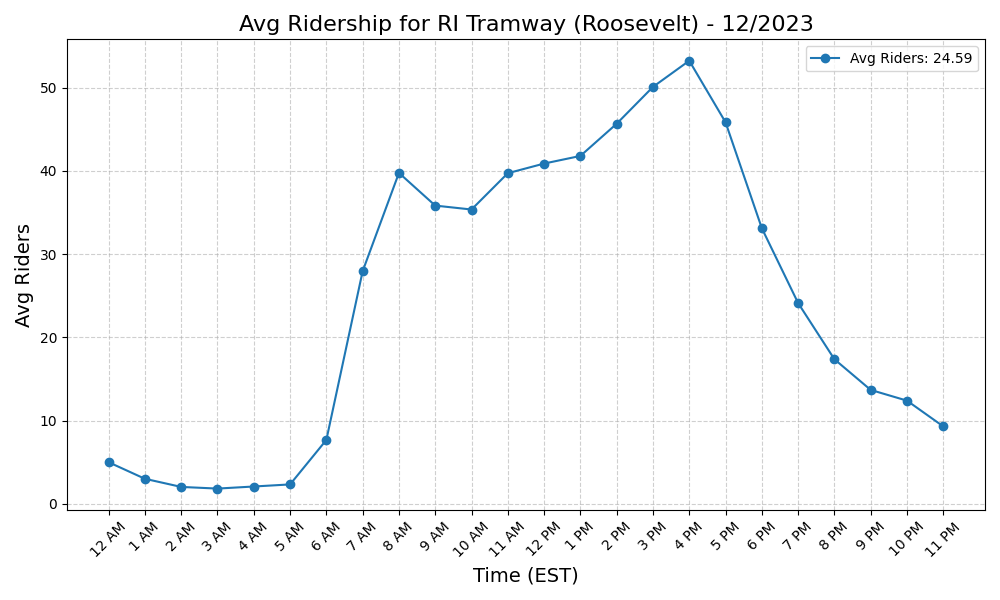 Avg Ridership for RI Tramway (Roosevelt) - 12/2023
Avg Riders: 24.59
Avg Riders
50
40
30
20
10
0
12 AM
1 AM
2 AM
3 AM
4 AM
5 AM
6 AM
7 AM
8 AM
9 AM
10 AM
11 AM
12 PM
1 PM
2 PM
3 PM
4 PM
5 PM
6 PM
7 PM
8 PM
9 PM
10 PM
11 PM
Time (EST)